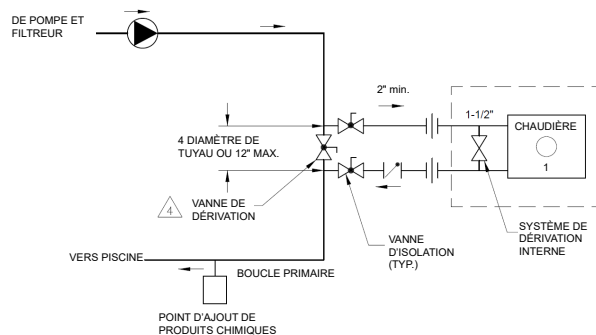 DE POMPE ET
FILTREUR
2" min.
1-1/2"
CHAUDIÈRE
1
4 DIAMÈTRE DE
TUYAU OU 12" MAX.
4
VANNE DE
DÉRIVATION
VANNE
D'ISOLATION
(TYP.)
SYSTÈME DE
DÉRIVATION
INTERNE
VERS PISCINE
BOUCLE PRIMAIRE
POINT D'AJOUT DE
PRODUITS CHIMIQUES